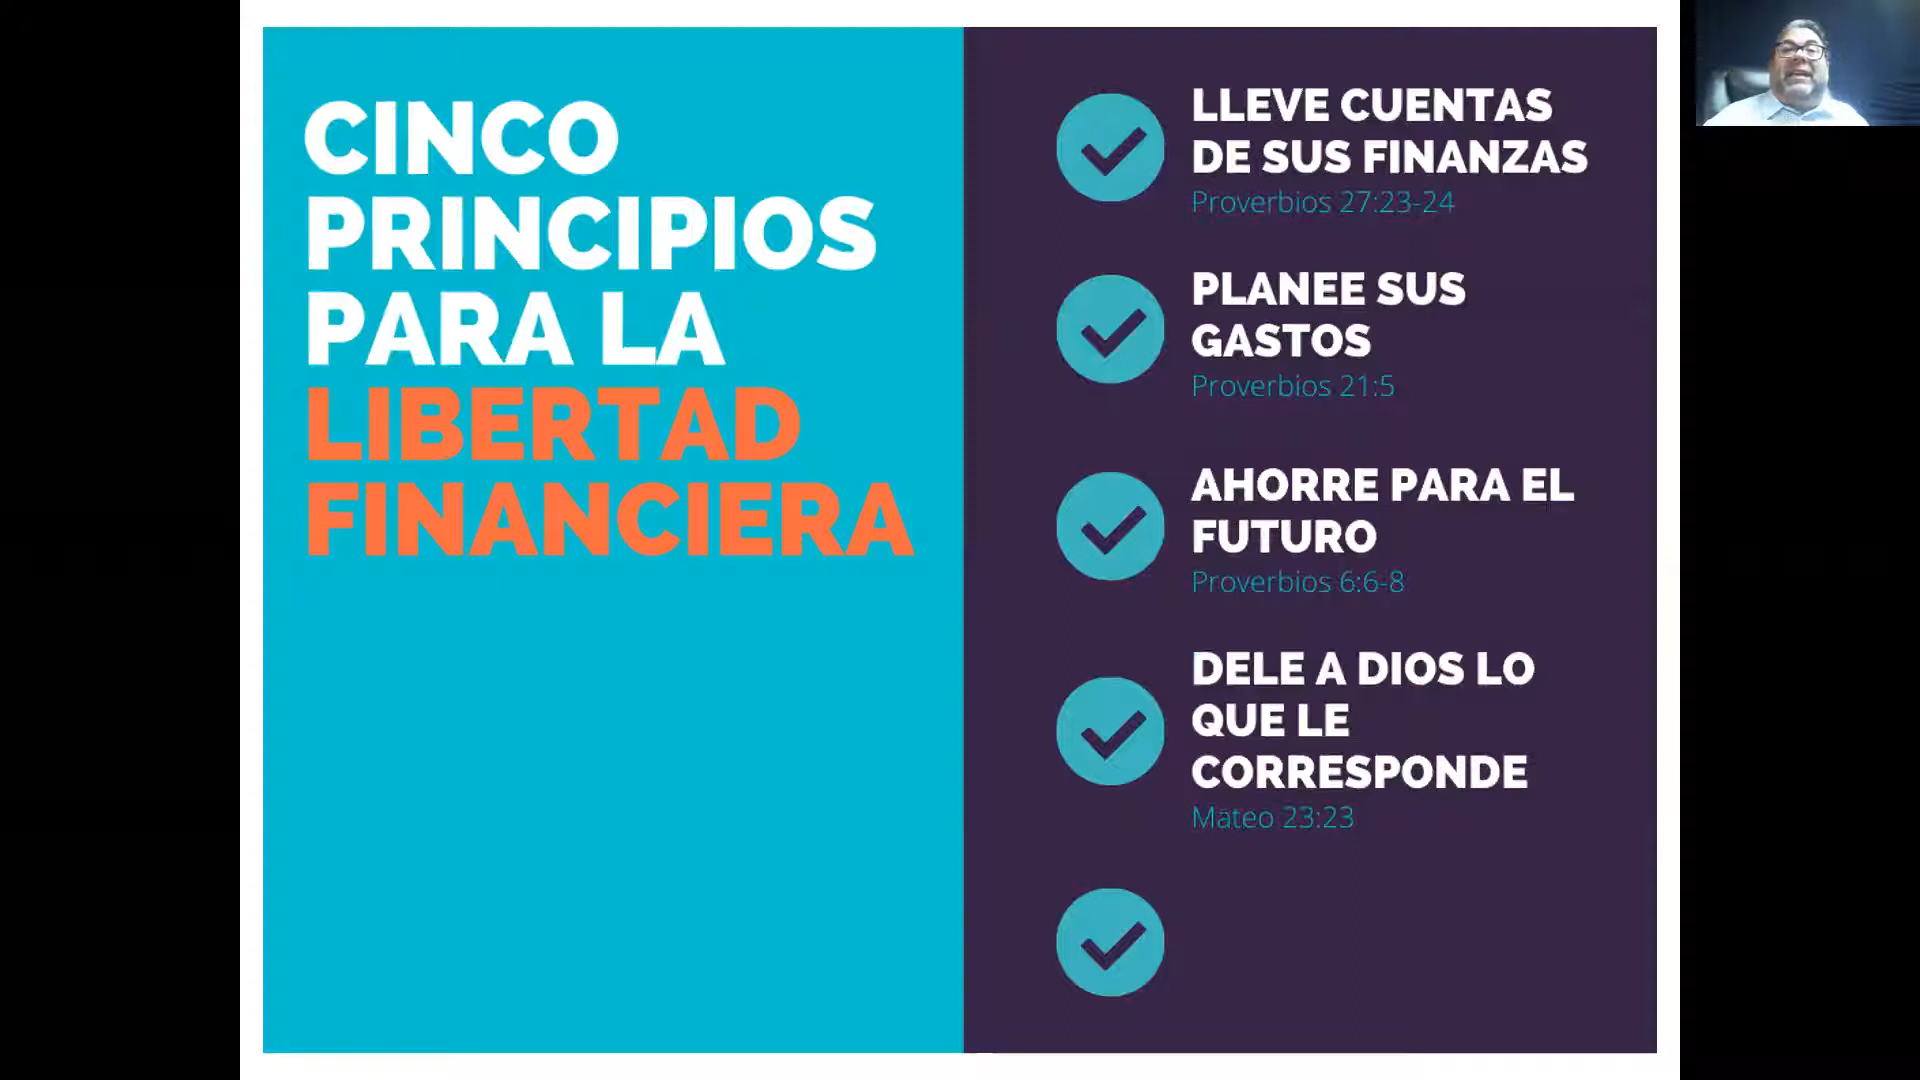 CINCO
PRINCIPIOS
PARA LA
LIBERTAD
FINANCIERA
LLEVE CUENTAS
DE SUS FINANZAS
Proverbios 27:23-24
PLANEE SUS
GASTOS
Proverbios 21:5
AHORRE PARA EL
FUTURO
Proverbios 6:6-8
DELE A DIOS LO
QUE LE
CORRESPONDE
Mateo 23:23